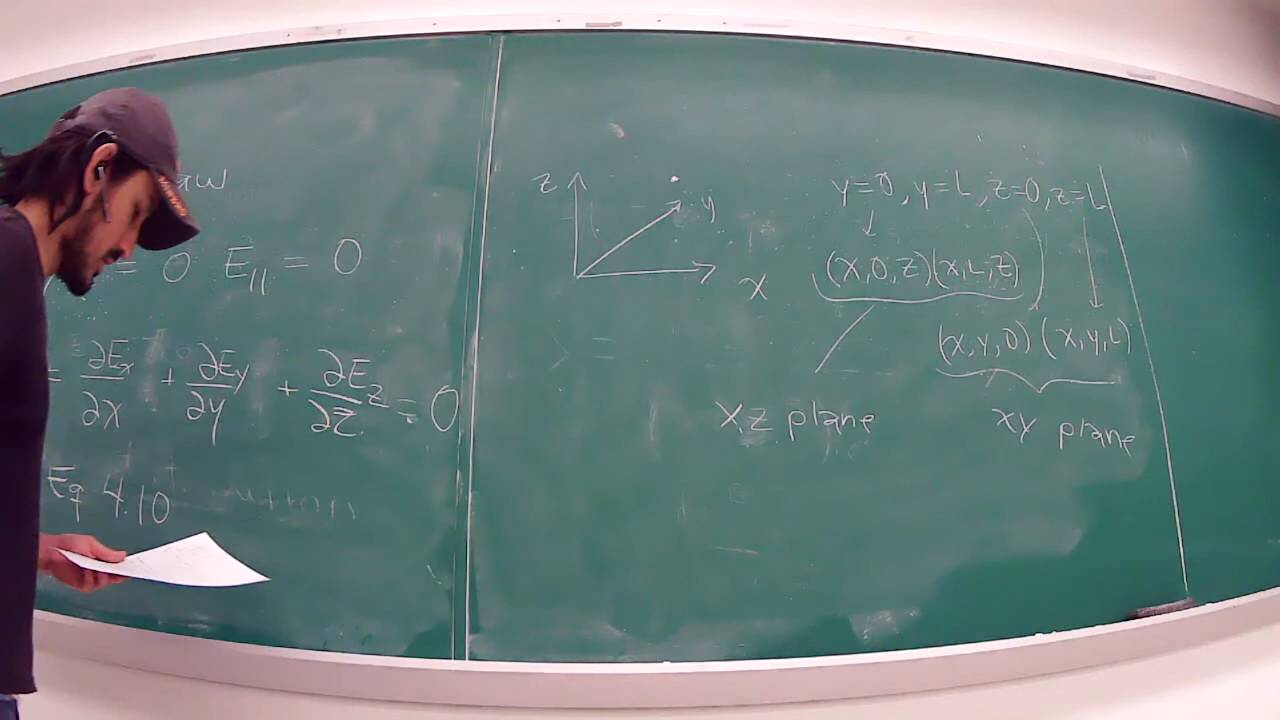 aw
= 0 E|| = 0
= ∂Ex/∂x + ∂Ey/∂y + ∂Ez/∂z = 0
Eq 4.10
z
y
x
y=0, y=L, z=0, z=L
(x,0,z)(x,L,z)
(x,y,0)(x,y,L)
xz plane
xy plane